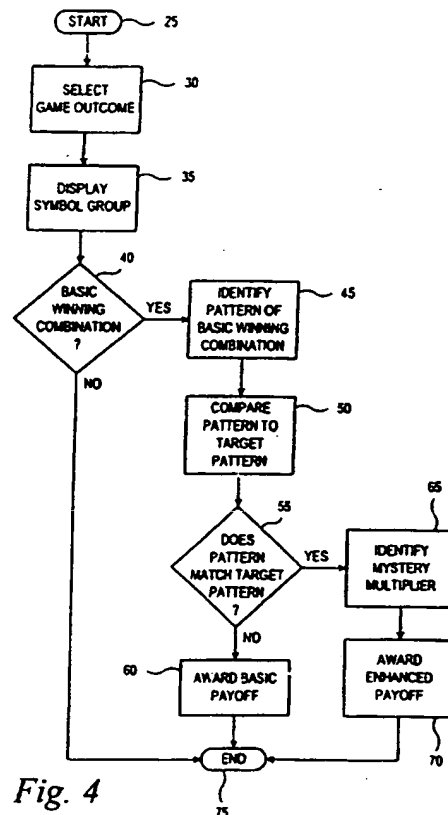 START
25
30
SELECT
GAME OUTCOME
35
DISPLAY
SYMBOL GROUP
40
BASIC
WINNING
COMBINATION
?
YES
NO
45
IDENTIFY
PATTERN OF
BASIC WINNING
COMBINATION
50
COMPARE
PATTERN TO
TARGET
PATTERN
55
DOES
PATTERN
MATCH TARGET
PATTERN
?
YES
NO
65
IDENTIFY
MYSTERY
MULTIPLIER
60
AWARD BASIC
PAYOFF
AWARD
ENHANCED
PAYOFF
70
END
75
Fig. 4